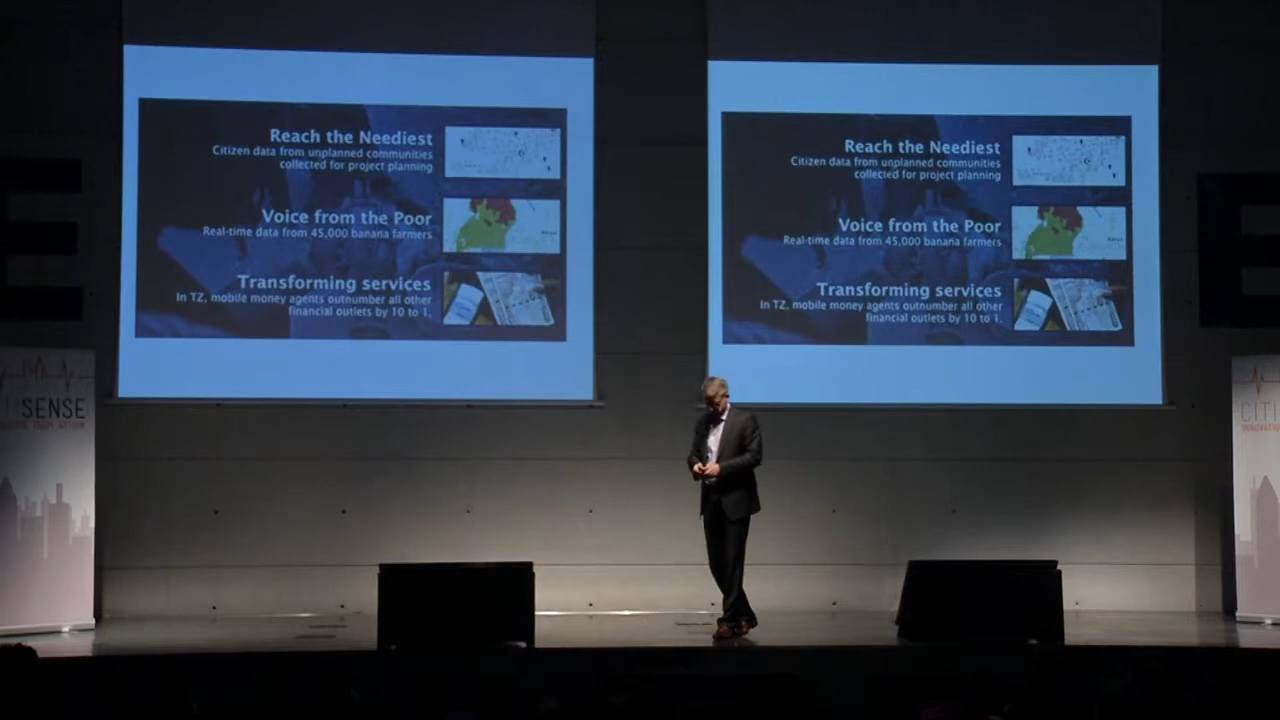 Reach the Neediest
Citizen data from unplanned communities
collected for project planning
Voice from the Poor
Real-time data from 45,000 banana farmers
Transforming services
In TZ, mobile money agents outnumber all other
financial outlets by 10 to 1.
Reach the Neediest
Citizen data from unplanned communities
collected for project planning
Voice from the Poor
Real-time data from 45,000 banana farmers
Transforming services
In TZ, mobile money agents outnumber all other
financial outlets by 10 to 1.
SENSE
CITI